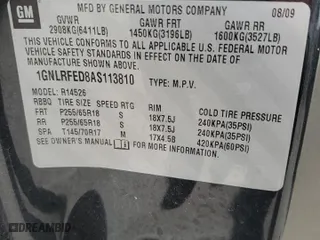 GM
MFD BY GENERAL MOTORS COMPANY
08/09
GVWR GAWR FRT GAWR RR
2908KG(6411LB) 1450KG(3196LB) 1600KG(3527LB)
THIS VEHICLE CONFORMS TO ALL APPLICABLE U.S. FEDERAL MOTOR
VEHICLE SAFETY STANDARDS IN EFFECT ON THE DATE OF
MANUFACTURE SHOWN ABOVE.
1GNLRFED8AS113810 TYPE: M.P.V.
MODEL: R14526
RBBQ TIRE SIZE SPEED RTG RIM COLD TIRE PRESSURE
FRT P255/65R18 S 18X7.5J 240KPA(35PSI)
RR P255/65R18 S 18X7.5J 240KPA(35PSI)
SPA T145/70R17 M 17X4.5B 420KPA(60PSI)
SEE OWNER'S MANUAL FOR MORE INFORMATION.
DREAMBID